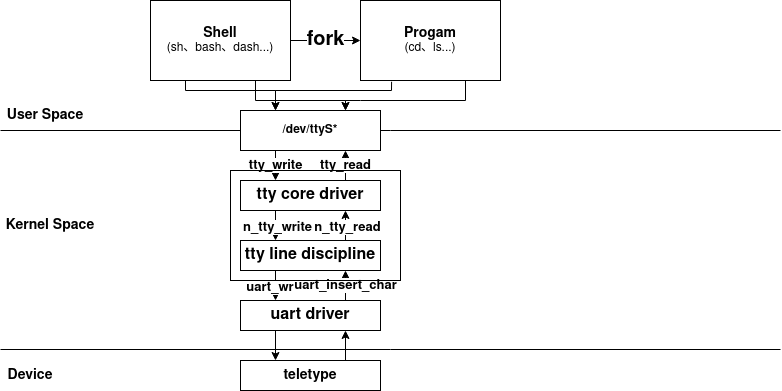 Shell
(sh、bash、dash...)
fork
Progam
(cd、ls...)
User Space
/dev/ttyS*
tty_write
tty_read
tty core driver
Kernel Space
n_tty_write
n_tty_read
tty line discipline
uart_wr
uart_insert_char
uart driver
Device
teletype